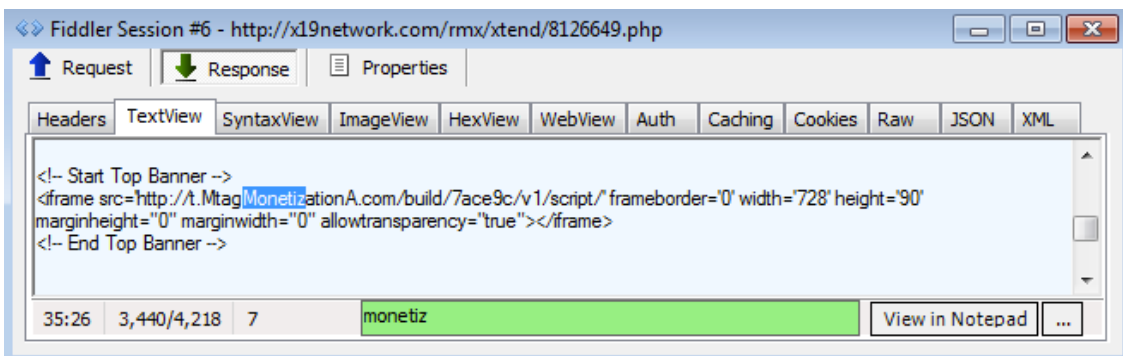 Fiddler Session #6 - http://x19network.com/rmx/xtend/8126649.php
Request Response Properties
Headers TextView SyntaxView ImageView HexView WebView Auth Caching Cookies Raw JSON XML
<!-- Start Top Banner -->
<iframe src='http://t.MtagMonetizationA.com/build/7ace9c/v1/script/' frameborder='0' width='728' height='90'
marginheight="0" marginwidth="0" allowtransparency="true"></iframe>
<!-- End Top Banner -->
35:26 3,440/4,218 7 monetiz View in Notepad ...